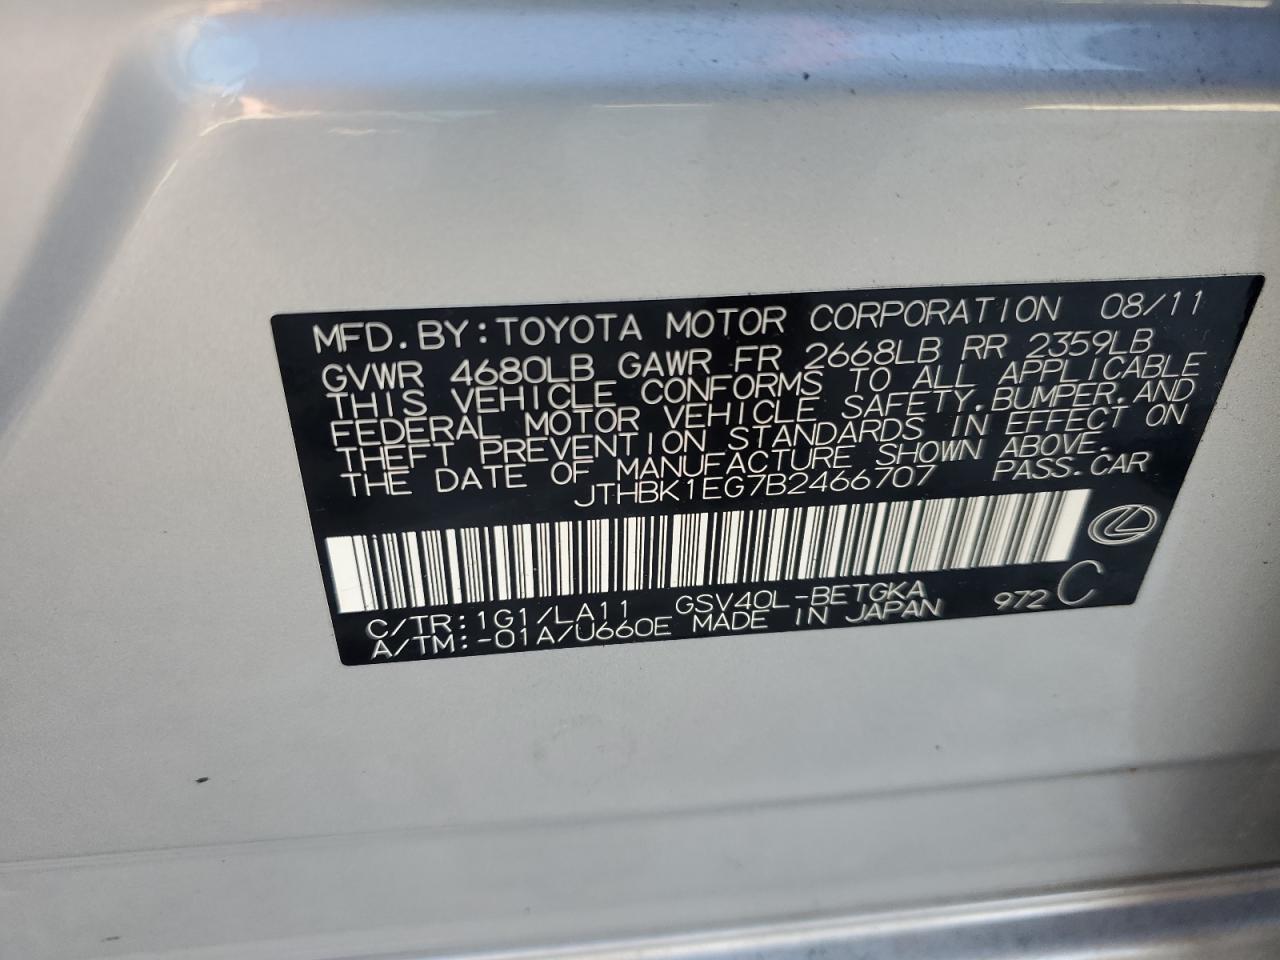 MFD. BY: TOYOTA MOTOR CORPORATION 08/11
GVWR 4680LB GAWR FR 2668LB RR 2359LB
THIS VEHICLE CONFORMS TO ALL APPLICABLE
FEDERAL MOTOR VEHICLE SAFETY, BUMPER, AND
THEFT PREVENTION STANDARDS IN EFFECT ON
THE DATE OF MANUFACTURE SHOWN ABOVE.
JTHBK1EG7B2466707 PASS. CAR
C/TR: 1G1/LA11 GSV40L-BETGKA
A/TM: -01A/U660E MADE IN JAPAN 972 C